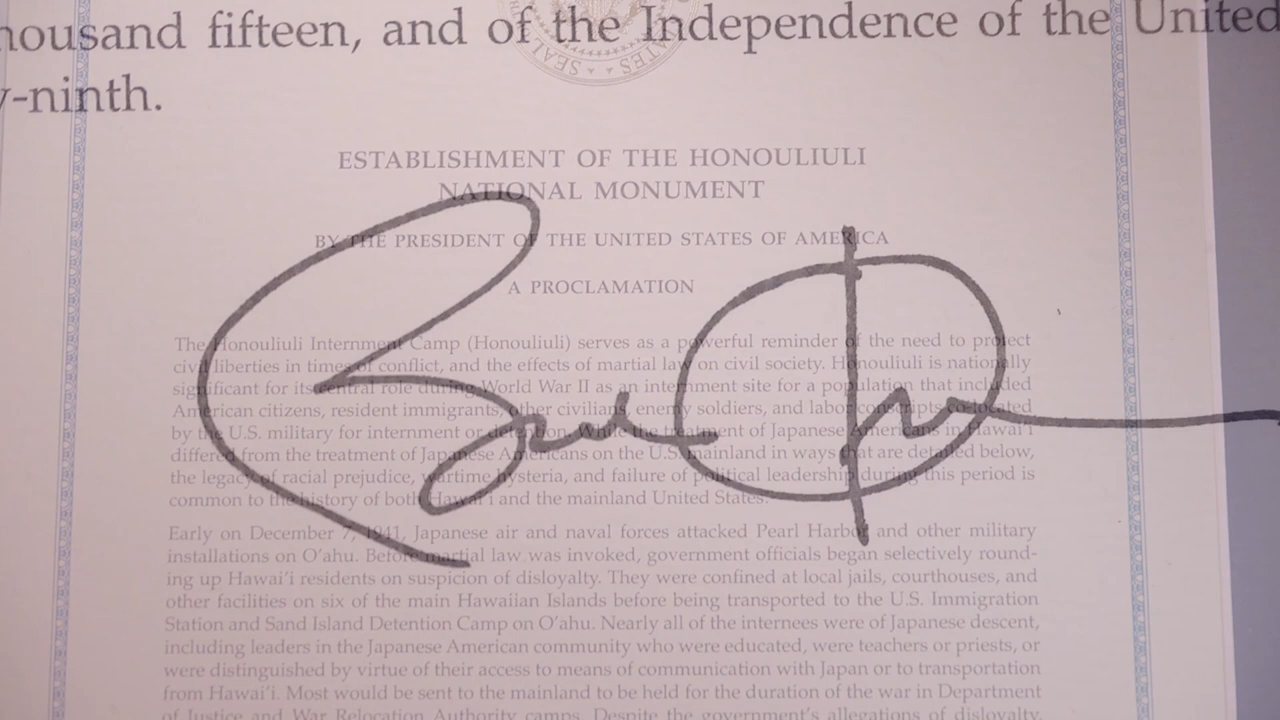 housand fifteen, and of the Independence of the United
y-ninth.
SEAL
ESTABLISHMENT OF THE HONOULIULI
NATIONAL MONUMENT
BY THE PRESIDENT OF THE UNITED STATES OF AMERICA
A PROCLAMATION
The Honouliuli Internment Camp (Honouliuli) serves as a powerful reminder of the need to protect
civil liberties in times of conflict, and the effects of martial law on civil society. Honouliuli is nationally
significant for its central role during World War II as an internment site for a population that included
American citizens, resident immigrants, other civilians, enemy soldiers, and labor conscripts co-located
by the U.S. military for internment or detention. While the treatment of Japanese Americans in Hawai'i
differed from the treatment of Japanese Americans on the U.S. mainland in ways that are detailed below,
the legacy of racial prejudice, wartime hysteria, and failure of political leadership during this period is
common to the history of both Hawai'i and the mainland United States.
Early on December 7, 1941, Japanese air and naval forces attacked Pearl Harbor and other military
installations on O'ahu. Before martial law was invoked, government officials began selectively round-
ing up Hawai'i residents on suspicion of disloyalty. They were confined at local jails, courthouses, and
other facilities on six of the main Hawaiian Islands before being transported to the U.S. Immigration
Station and Sand Island Detention Camp on O'ahu. Nearly all of the internees were of Japanese descent,
including leaders in the Japanese American community who were educated, were teachers or priests, or
were distinguished by virtue of their access to means of communication with Japan or to transportation
from Hawai'i. Most would be sent to the mainland to be held for the duration of the war in Department
of Justice and War Relocation Authority camps. Despite the government's allegations of disloyalty,